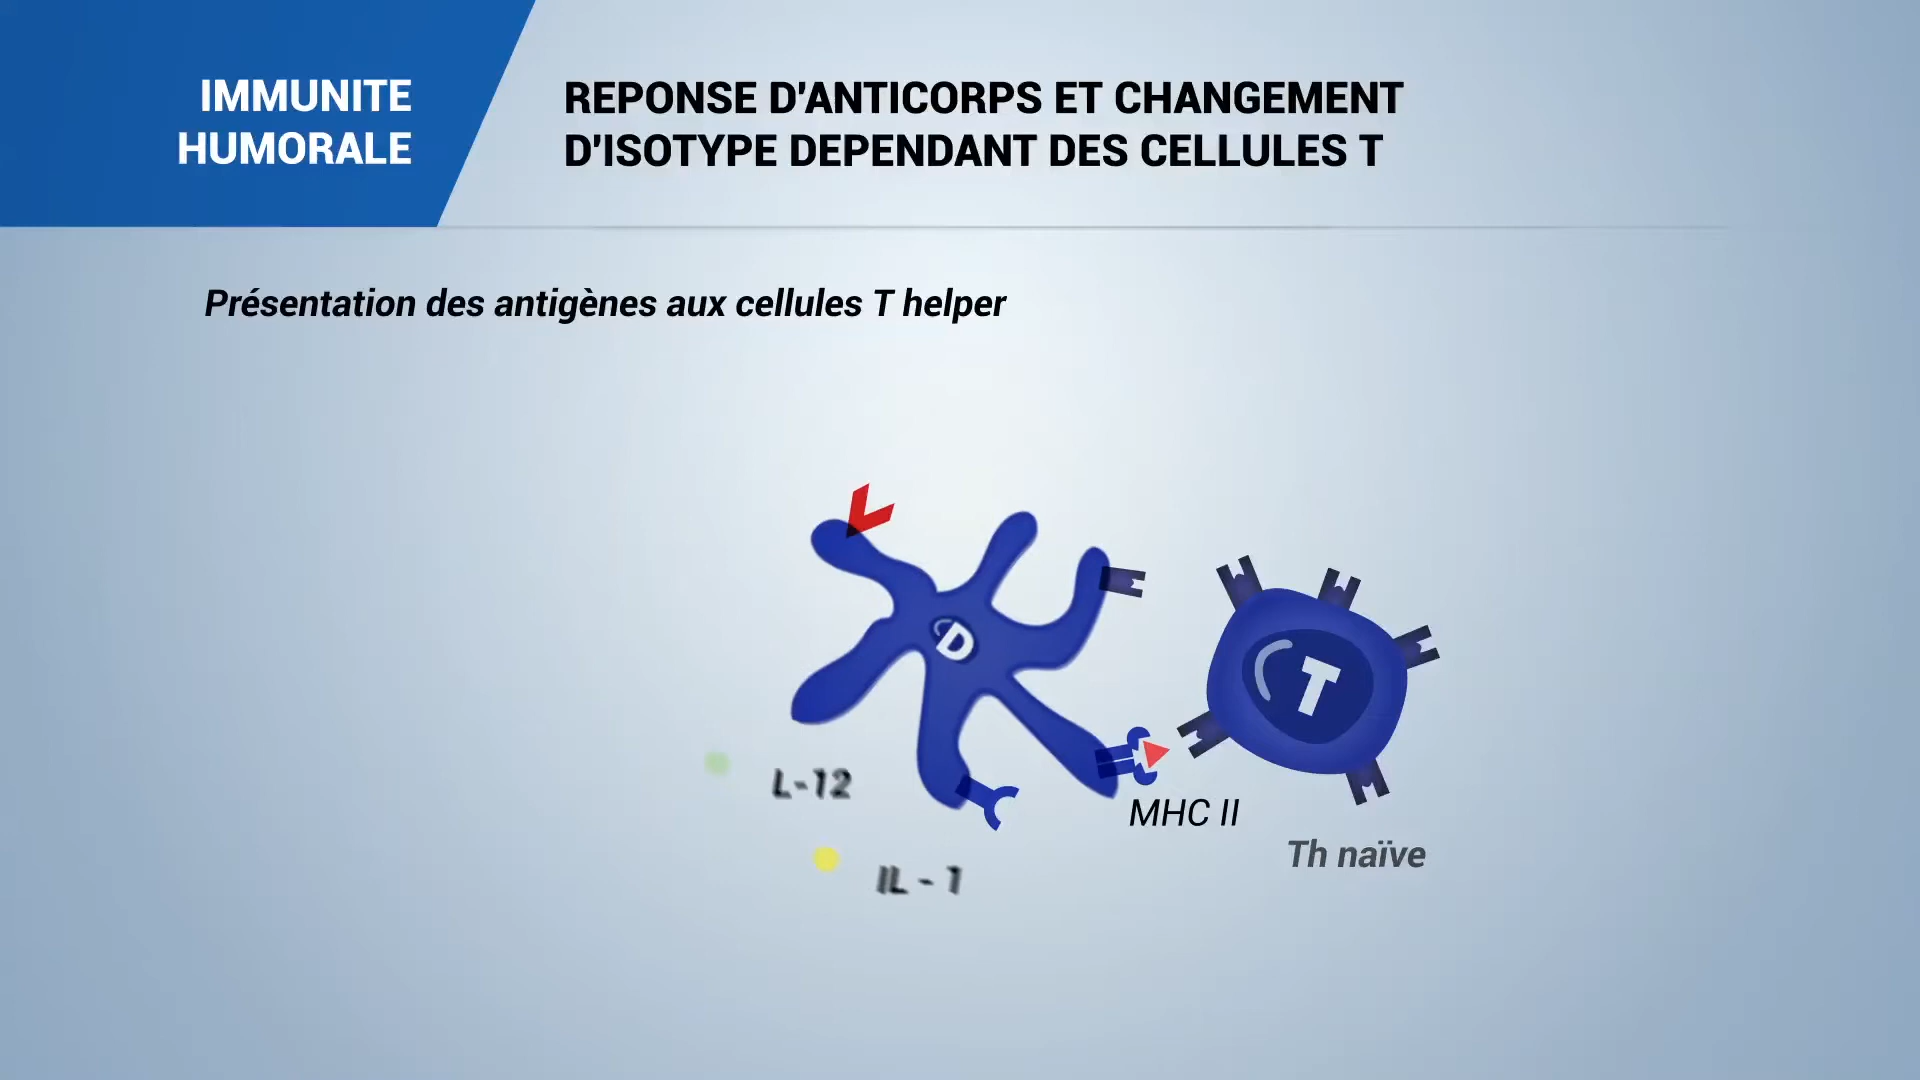 IMMUNITE
HUMORALE
REPONSE D'ANTICORPS ET CHANGEMENT
D'ISOTYPE DEPENDANT DES CELLULES T
Présentation des antigènes aux cellules T helper
D
T
L-12
MHC II
Th naïve
IL - 1